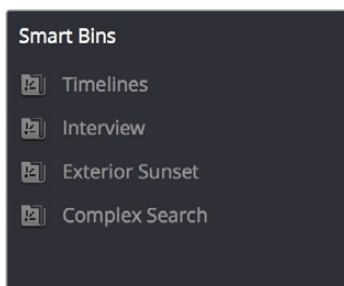 Smart Bins
Timelines
Interview
Exterior Sunset
Complex Search